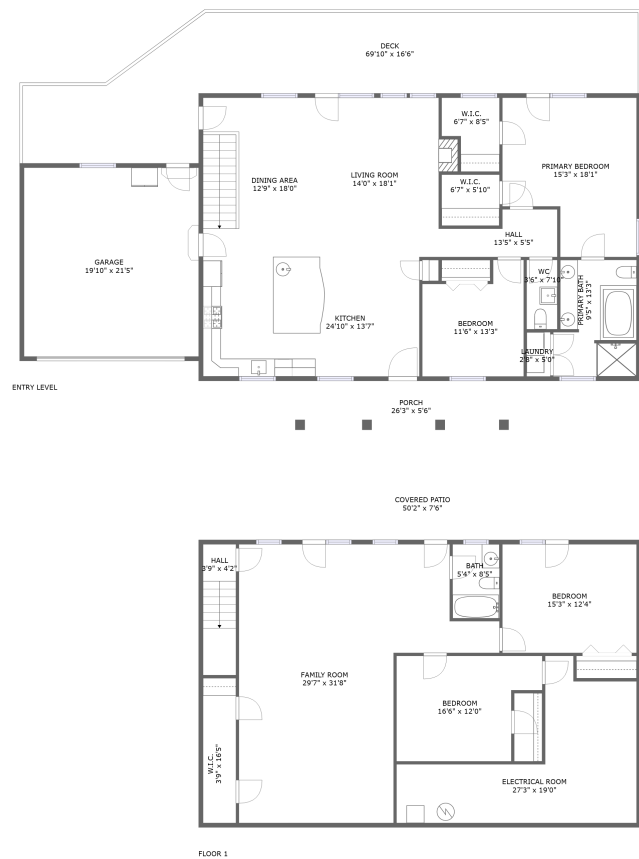 DECK
69'10" x 16'6"
W.I.C.
6'7" x 8'5"
PRIMARY BEDROOM
15'3" x 18'1"
DINING AREA
12'9" x 18'0"
LIVING ROOM
14'0" x 18'1"
W.I.C.
6'7" x 5'10"
HALL
13'5" x 5'5"
GARAGE
19'10" x 21'5"
WC
3'6" x 7'10"
PRIMARY BATH
9'5" x 13'3"
KITCHEN
24'10" x 13'7"
BEDROOM
11'6" x 13'3"
LAUNDRY
2'8" x 5'0"
ENTRY LEVEL
PORCH
26'3" x 5'6"
COVERED PATIO
50'2" x 7'6"
HALL
3'9" x 4'2"
BATH
5'4" x 8'5"
BEDROOM
15'3" x 12'4"
FAMILY ROOM
29'7" x 31'8"
BEDROOM
16'6" x 12'0"
W.I.C.
3'9" x 16'5"
ELECTRICAL ROOM
27'3" x 19'0"
FLOOR 1